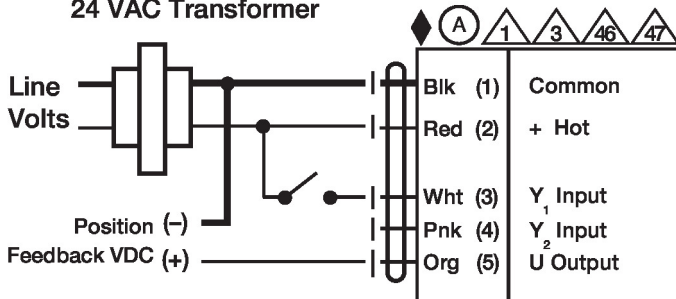 24 VAC Transformer
A 1 3 46 47
Line
Volts
Blk (1) Common
Red (2) + Hot
Wht (3) Y1 Input
Position (–)
Pnk (4) Y2 Input
Feedback VDC (+)
Org (5) U Output